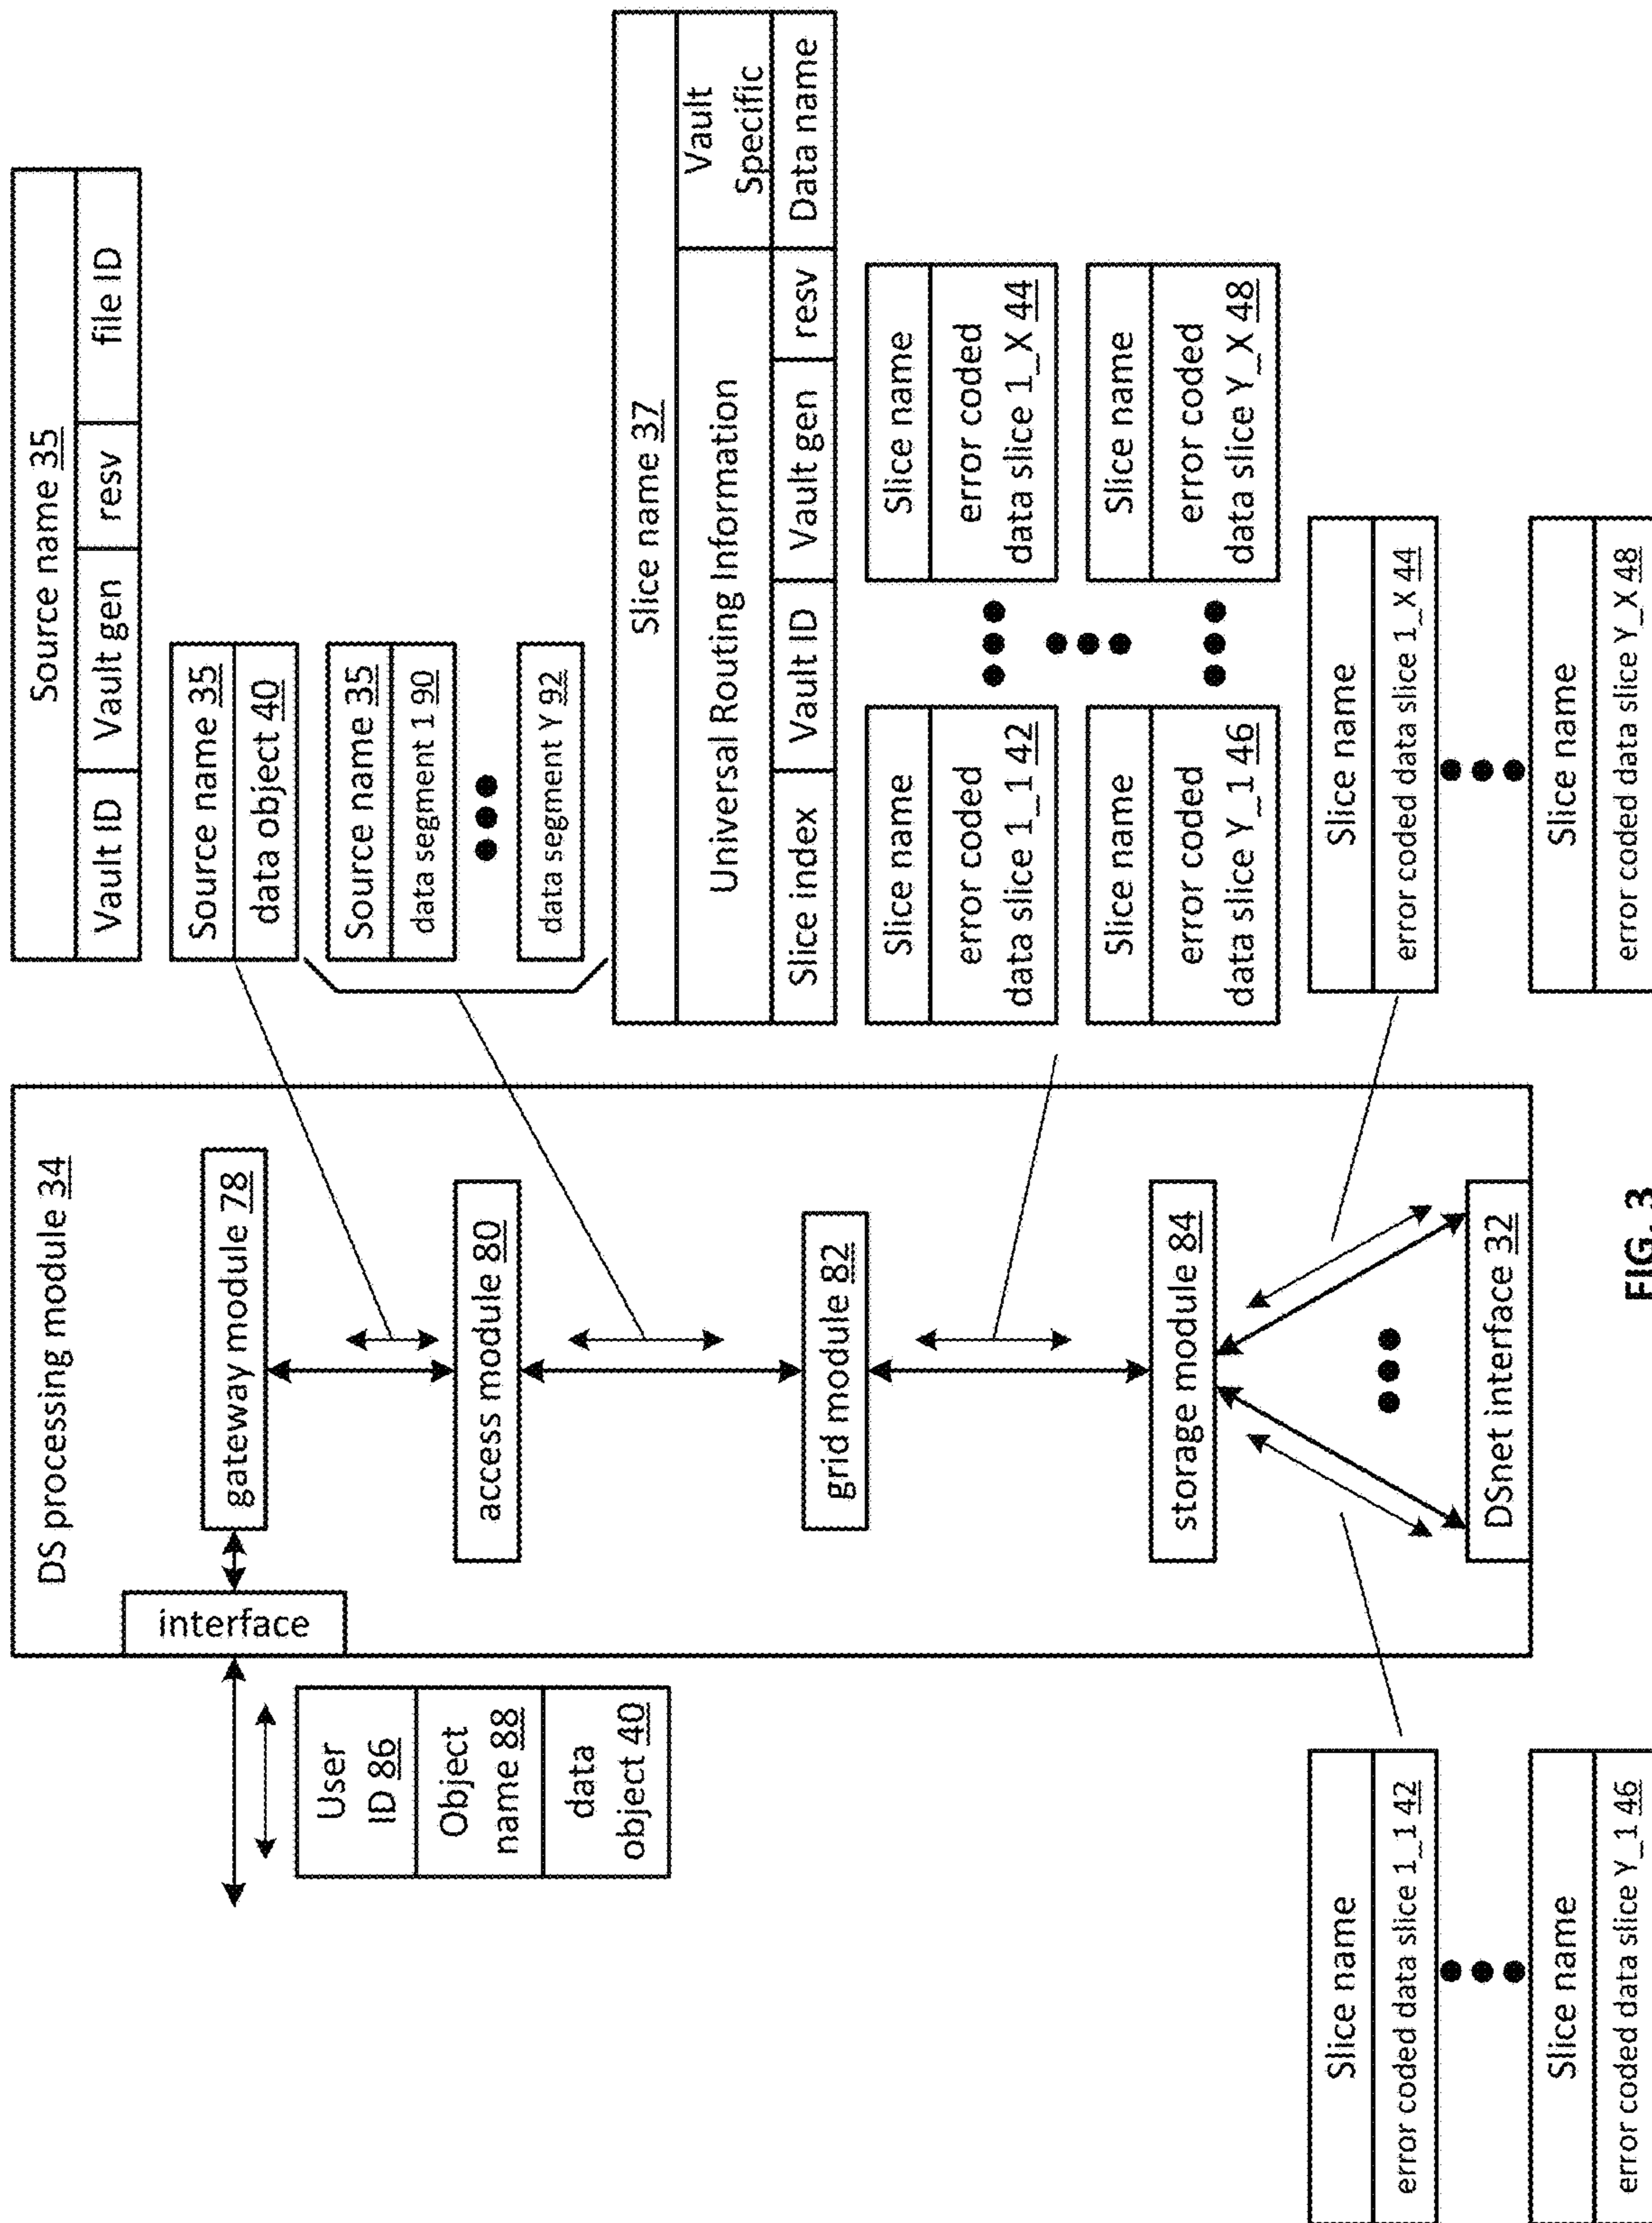 DS processing module 34
interface
gateway module 78
access module 80
grid module 82
storage module 84
DSnet interface 32
User
ID 86
Object
name 88
data
object 40
Source name 35
Vault ID
Vault gen
resv
file ID
Source name 35
data object 40
Source name 35
data segment 1 90
data segment Y 92
Slice name 37
Universal Routing Information
Vault
Specific
Slice index
Vault ID
Vault gen
resv
Data name
Slice name
error coded
data slice 1_1 42
Slice name
error coded
data slice 1_X 44
Slice name
error coded
data slice Y_1 46
Slice name
error coded
data slice Y_X 48
Slice name
error coded data slice 1_1 42
Slice name
error coded data slice Y_1 46
Slice name
error coded data slice 1_X 44
Slice name
error coded data slice Y_X 48
FIG. 3